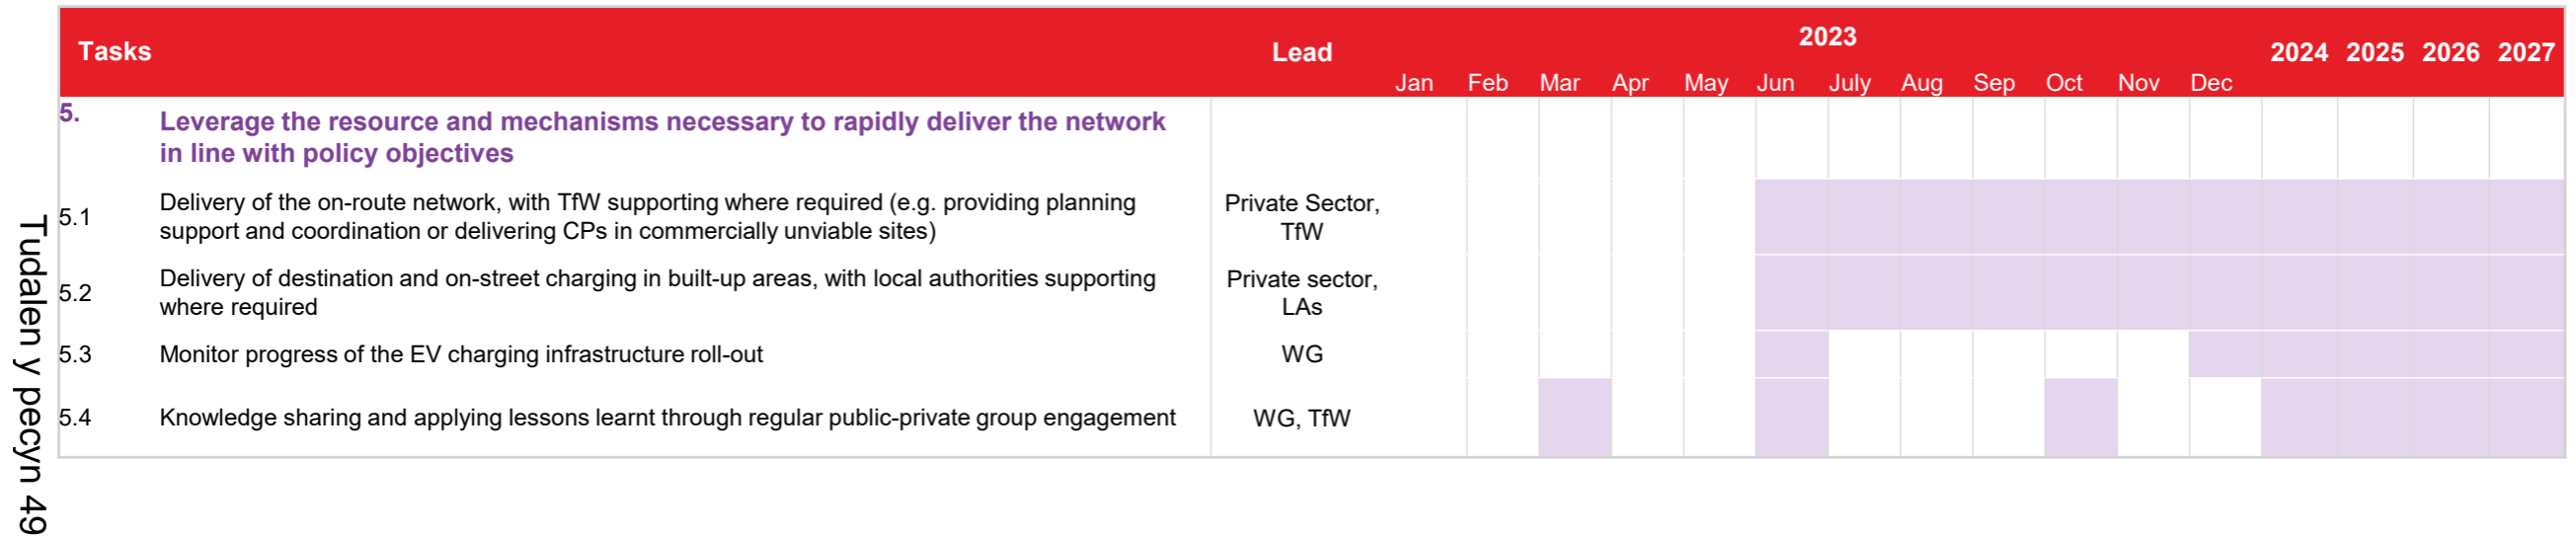 Tasks
Lead
2023
2024 2025 2026 2027
Jan Feb Mar Apr May Jun July Aug Sep Oct Nov Dec
5.
Leverage the resource and mechanisms necessary to rapidly deliver the network
in line with policy objectives
5.1
Delivery of the on-route network, with TfW supporting where required (e.g. providing planning
support and coordination or delivering CPs in commercially unviable sites)
Private Sector,
TfW
5.2
Delivery of destination and on-street charging in built-up areas, with local authorities supporting
where required
Private sector,
LAs
5.3
Monitor progress of the EV charging infrastructure roll-out
WG
5.4
Knowledge sharing and applying lessons learnt through regular public-private group engagement
WG, TfW
Tudalen y pecyn 49